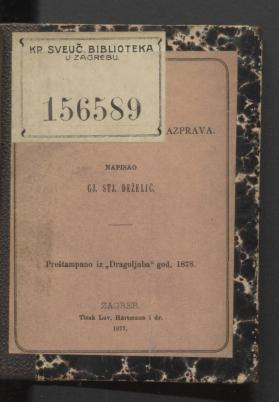 KR. SVEUČ. BIBLIOTEKA
U ZAGREBU.
156589
AZPRAVA.
NAPISAO
GJ. STJ. DEŽELIĆ.
Preštampano iz „Dragoljuba“ god. 1878.
ZAGREB.
Tisak Lav. Hartmana i dr.
1877.